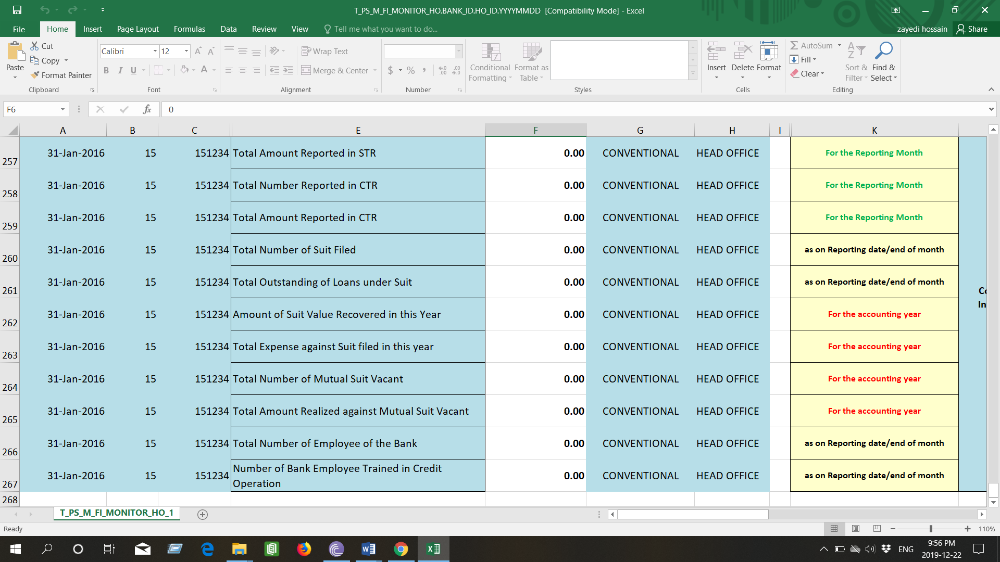 T_PS_M_FI_MONITOR_HO.BANK_ID.HO_ID.YYYYMMDD [Compatibility Mode] - Excel
File Home Insert Page Layout Formulas Data Review View Tell me what you want to do... zayedi hossain Share
Paste Cut Copy Format Painter Clipboard
Calibri 12 B I U A Font
Wrap Text Merge & Center Alignment
$ % , Number
Conditional Formatting Format as Table Styles
Insert Delete Format Cells
AutoSum Fill Clear Sort & Filter Find & Select Editing
F6 fx 0
A B C E F G H I K
257 31-Jan-2016 15 151234 Total Amount Reported in STR 0.00 CONVENTIONAL HEAD OFFICE For the Reporting Month
258 31-Jan-2016 15 151234 Total Number Reported in CTR 0.00 CONVENTIONAL HEAD OFFICE For the Reporting Month
259 31-Jan-2016 15 151234 Total Amount Reported in CTR 0.00 CONVENTIONAL HEAD OFFICE For the Reporting Month
260 31-Jan-2016 15 151234 Total Number of Suit Filed 0.00 CONVENTIONAL HEAD OFFICE as on Reporting date/end of month
261 31-Jan-2016 15 151234 Total Outstanding of Loans under Suit 0.00 CONVENTIONAL HEAD OFFICE as on Reporting date/end of month
262 31-Jan-2016 15 151234 Amount of Suit Value Recovered in this Year 0.00 CONVENTIONAL HEAD OFFICE For the accounting year
263 31-Jan-2016 15 151234 Total Expense against Suit filed in this year 0.00 CONVENTIONAL HEAD OFFICE For the accounting year
264 31-Jan-2016 15 151234 Total Number of Mutual Suit Vacant 0.00 CONVENTIONAL HEAD OFFICE For the accounting year
265 31-Jan-2016 15 151234 Total Amount Realized against Mutual Suit Vacant 0.00 CONVENTIONAL HEAD OFFICE For the accounting year
266 31-Jan-2016 15 151234 Total Number of Employee of the Bank 0.00 CONVENTIONAL HEAD OFFICE as on Reporting date/end of month
267 31-Jan-2016 15 151234 Number of Bank Employee Trained in Credit Operation 0.00 CONVENTIONAL HEAD OFFICE as on Reporting date/end of month
268
T_PS_M_FI_MONITOR_HO_1
Ready 110%
ENG 9:56 PM
2019-12-22